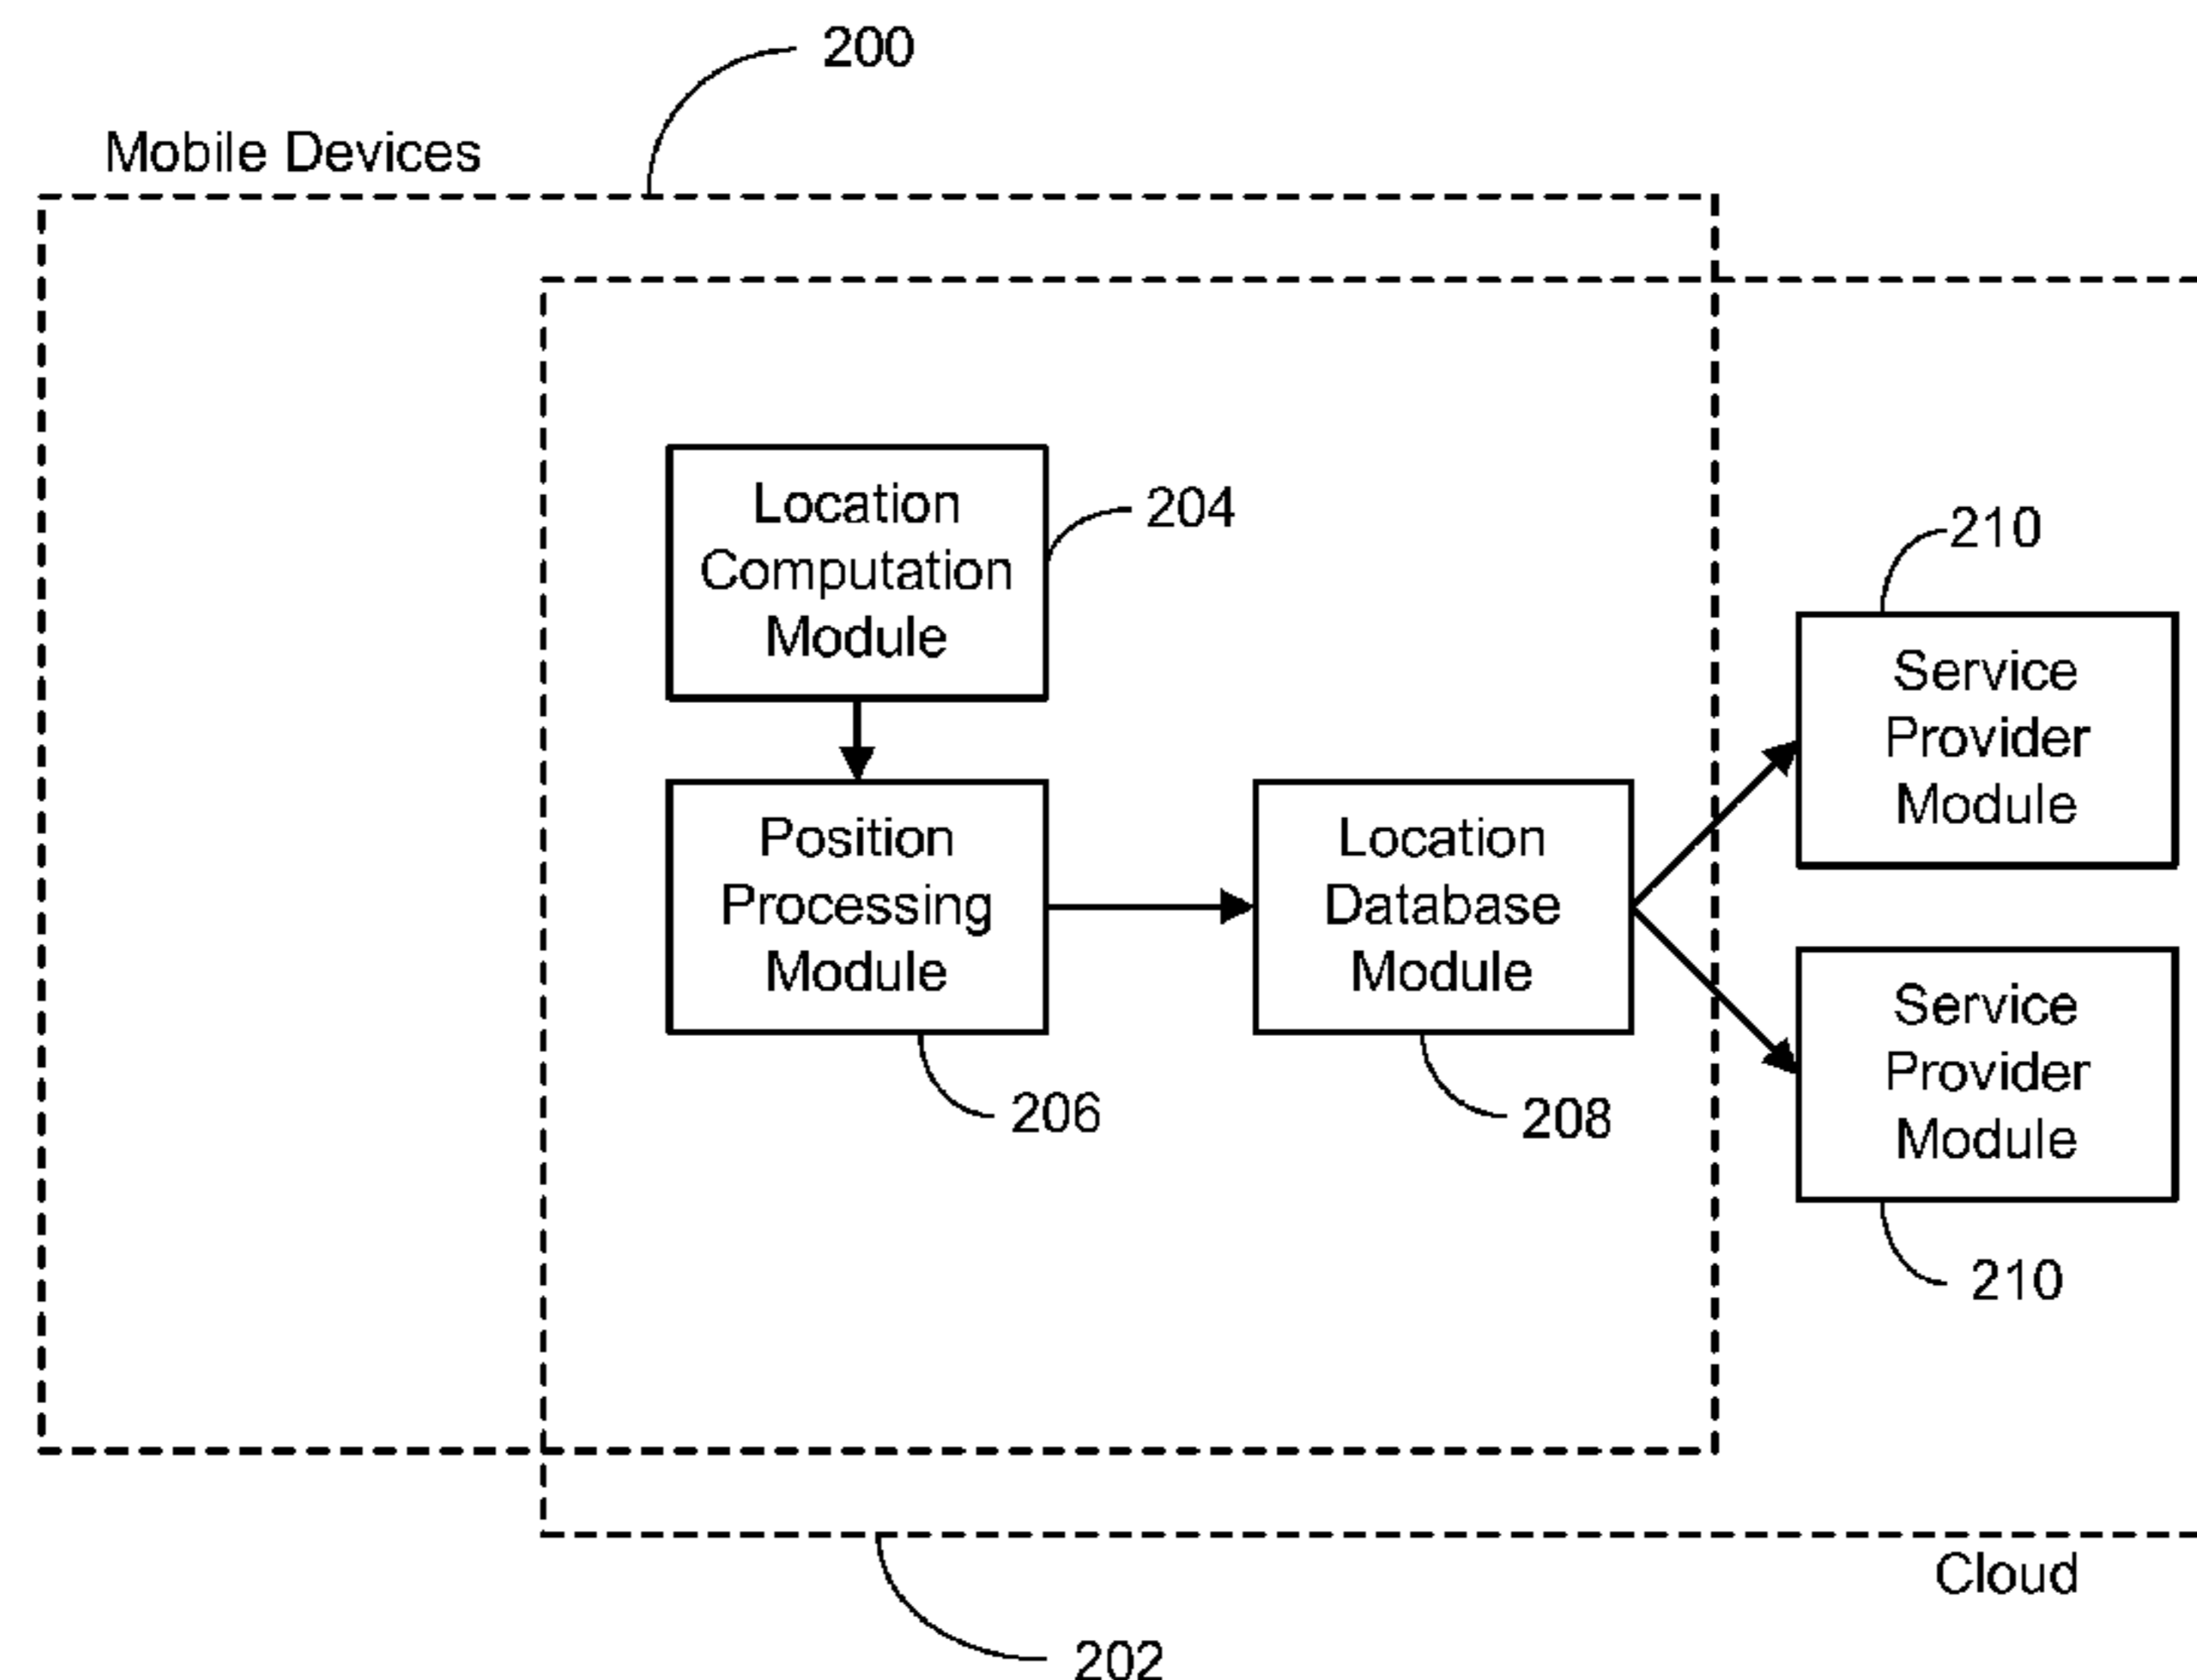 200
Mobile Devices
Location
Computation
Module
204
210
Service
Provider
Module
Position
Processing
Module
Location
Database
Module
206
208
Service
Provider
Module
210
Cloud
202